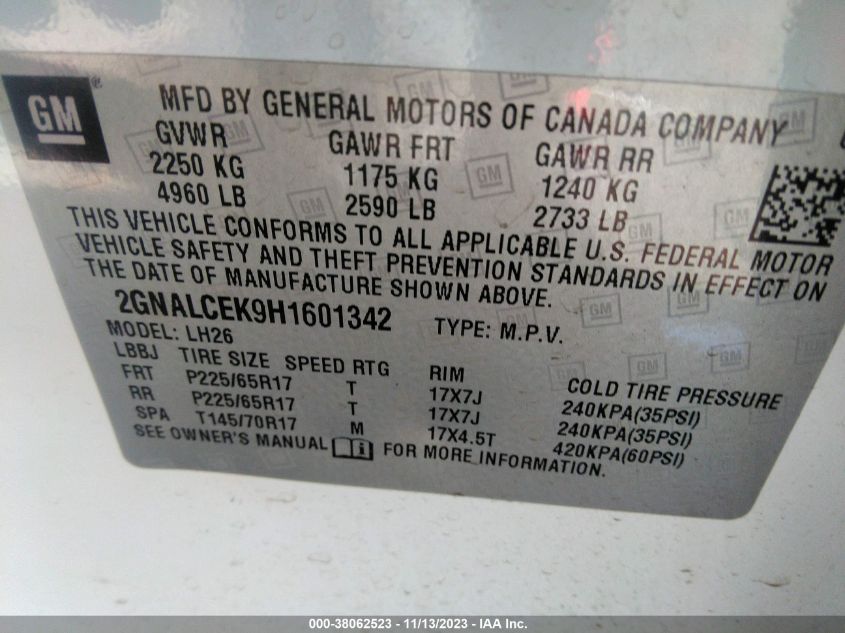 GM
MFD BY GENERAL MOTORS OF CANADA COMPANY
GVWR GAWR FRT GAWR RR
2250 KG 1175 KG 1240 KG
4960 LB 2590 LB 2733 LB
THIS VEHICLE CONFORMS TO ALL APPLICABLE U.S. FEDERAL MOTOR
VEHICLE SAFETY AND THEFT PREVENTION STANDARDS IN EFFECT ON
THE DATE OF MANUFACTURE SHOWN ABOVE.
2GNALCEK9H1601342 TYPE: M.P.V.
MODEL: LH26
LBBJ TIRE SIZE SPEED RTG RIM COLD TIRE PRESSURE
FRT P225/65R17 T 17X7J 240KPA(35PSI)
RR P225/65R17 T 17X7J 240KPA(35PSI)
SPA T145/70R17 M 17X4.5T 420KPA(60PSI)
SEE OWNER'S MANUAL FOR MORE INFORMATION.
000-38062523 - 11/13/2023 - IAA Inc.